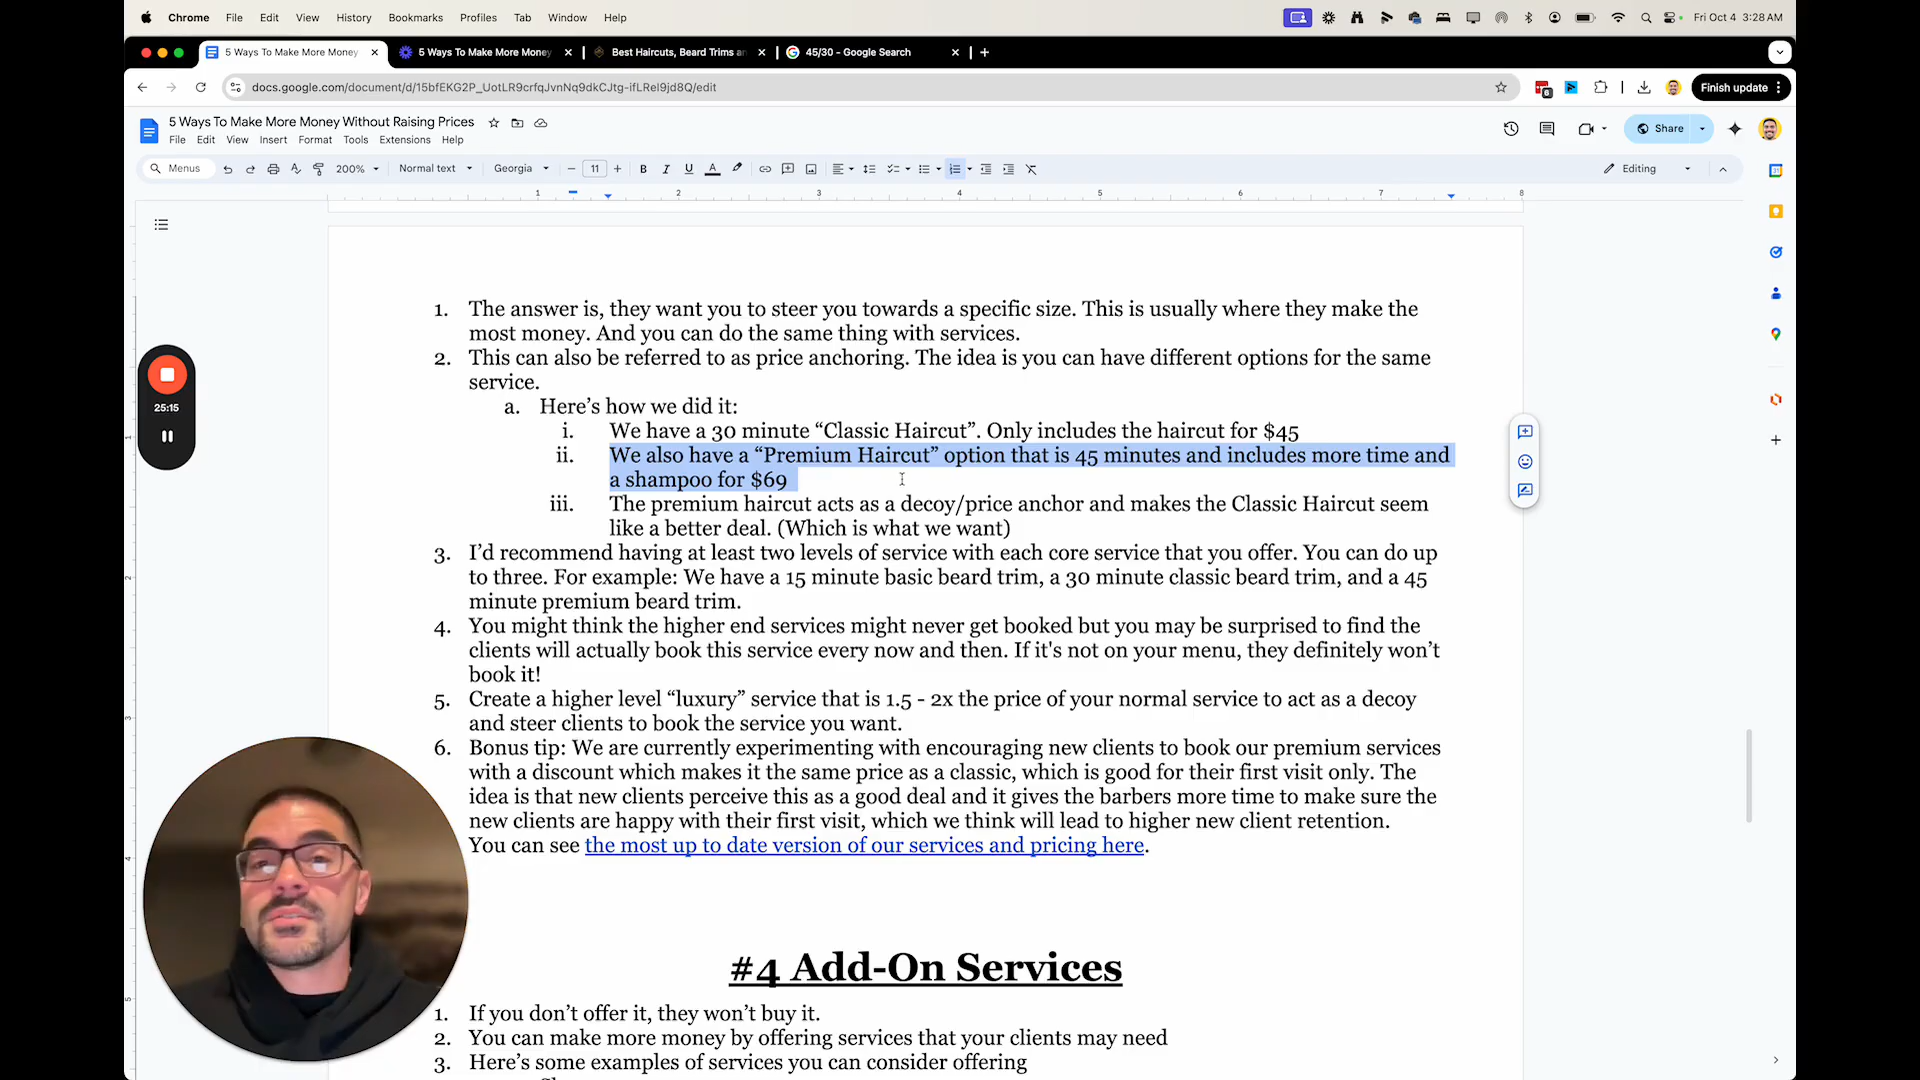 Chrome File Edit View History Bookmarks Profiles Tab Window Help
Fri Oct 4 3:28 AM
5 Ways To Make More Money
5 Ways To Make More Money
Best Haircuts, Beard Trims a
45/30 - Google Search
docs.google.com/document/d/15bfEKG2P_UotLR9crfqJvnNq9dkCJtg-ifLRel9jd8Q/edit
6
Finish update
5 Ways To Make More Money Without Raising Prices
File Edit View Insert Format Tools Extensions Help
Share
Menus
200%
Normal text
Georgia
11
Editing
1 2 3 4 5 6 7 8
1. The answer is, they want you to steer you towards a specific size. This is usually where they make the
most money. And you can do the same thing with services.
2. This can also be referred to as price anchoring. The idea is you can have different options for the same
service.
a. Here’s how we did it:
i. We have a 30 minute “Classic Haircut”. Only includes the haircut for $45
ii. We also have a “Premium Haircut” option that is 45 minutes and includes more time and
a shampoo for $69
iii. The premium haircut acts as a decoy/price anchor and makes the Classic Haircut seem
like a better deal. (Which is what we want)
3. I’d recommend having at least two levels of service with each core service that you offer. You can do up
to three. For example: We have a 15 minute basic beard trim, a 30 minute classic beard trim, and a 45
minute premium beard trim.
4. You might think the higher end services might never get booked but you may be surprised to find the
clients will actually book this service every now and then. If it's not on your menu, they definitely won’t
book it!
5. Create a higher level “luxury” service that is 1.5 - 2x the price of your normal service to act as a decoy
and steer clients to book the service you want.
6. Bonus tip: We are currently experimenting with encouraging new clients to book our premium services
with a discount which makes it the same price as a classic, which is good for their first visit only. The
idea is that new clients perceive this as a good deal and it gives the barbers more time to make sure the
new clients are happy with their first visit, which we think will lead to higher new client retention.
You can see the most up to date version of our services and pricing here.
25:15
#4 Add-On Services
1. If you don’t offer it, they won’t buy it.
2. You can make more money by offering services that your clients may need
3. Here’s some examples of services you can consider offering